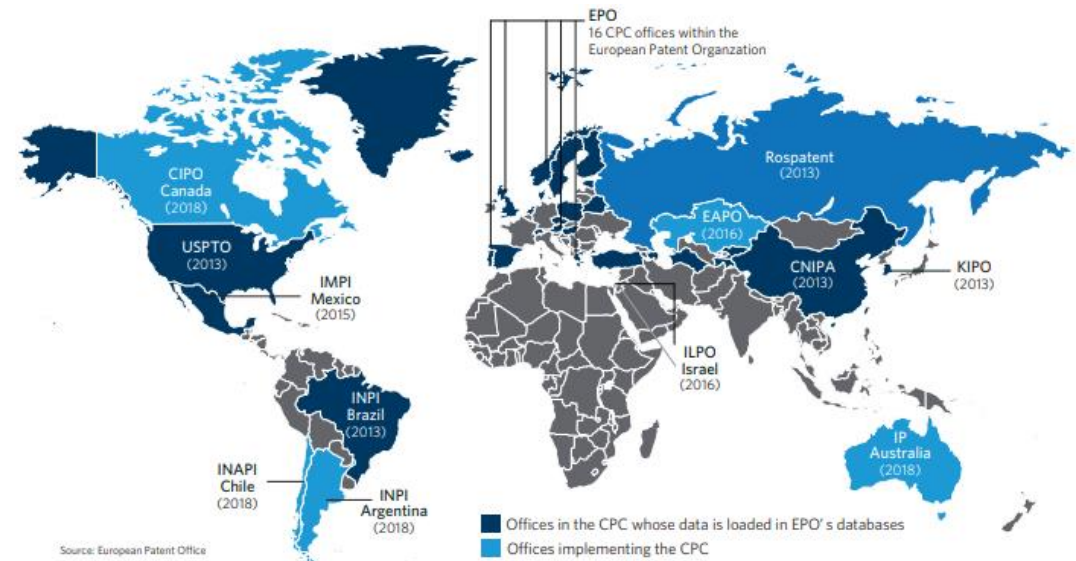 EPO
16 CPC offices within the
European Patent Organzation
CIPO
Canada
(2018)
USPTO
(2013)
IMPI
Mexico
(2015)
Rospatent
(2013)
EAPO
(2016)
CNIPA
(2013)
KIPO
(2013)
ILPO
Israel
(2016)
INPI
Brazil
(2013)
INAPI
Chile
(2018)
INPI
Argentina
(2018)
IP
Australia
(2018)
Offices in the CPC whose data is loaded in EPO' s databases
Offices implementing the CPC
Source: European Patent Office